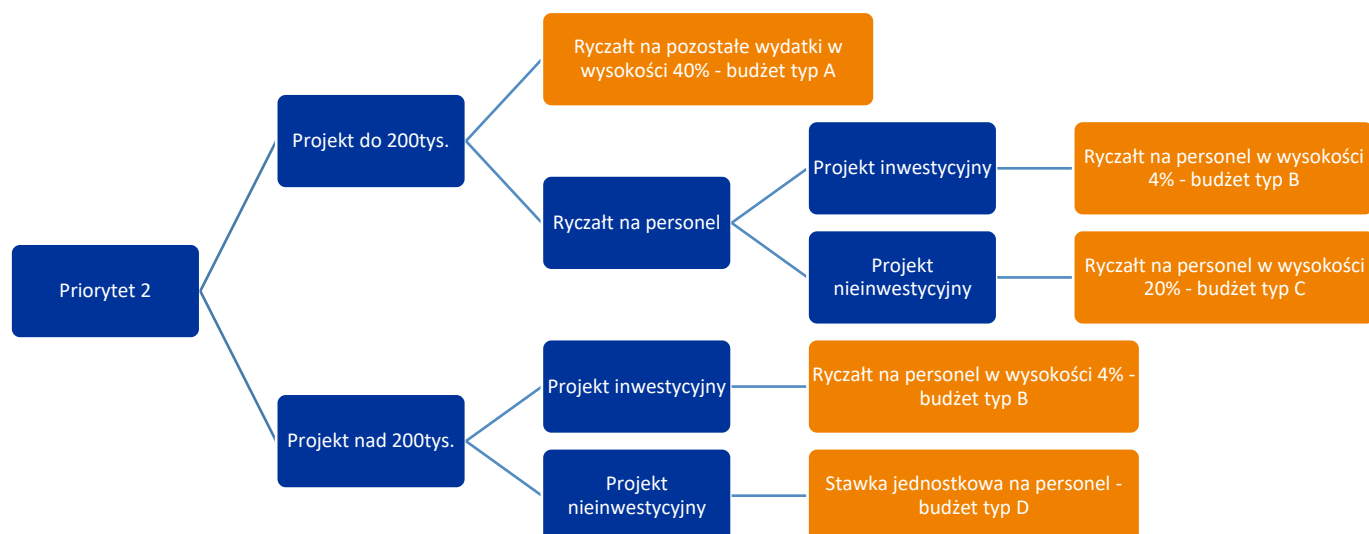 Ryczałt na pozostałe wydatki w
wysokości 40% - budżet typ A
Projekt do 200tys.
Projekt inwestycyjny
Ryczałt na personel w wysokości
4% - budżet typ B
Ryczałt na personel
Projekt
nieinwestycyjny
Ryczałt na personel w wysokości
20% - budżet typ C
Priorytet 2
Projekt inwestycyjny
Ryczałt na personel w wysokości 4% -
budżet typ B
Projekt nad 200tys.
Projekt
nieinwestycyjny
Stawka jednostkowa na personel -
budżet typ D